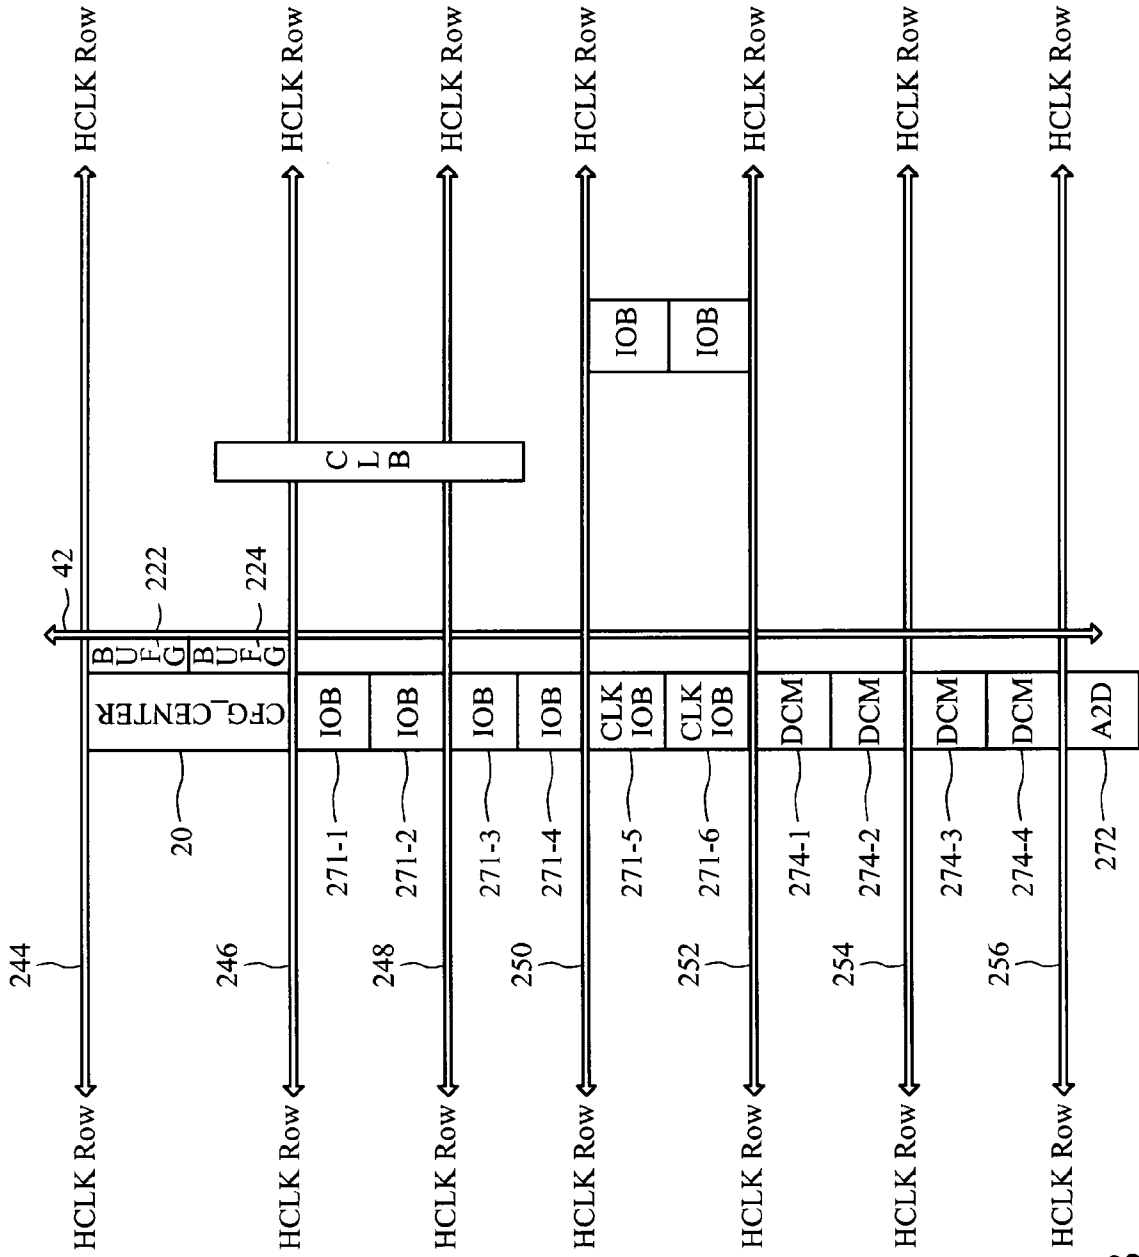 HCLK Row
HCLK Row
HCLK Row
HCLK Row
HCLK Row
HCLK Row
HCLK Row
42
222
224
BUFG
BUFG
CLB
IOB
IOB
CFG_CENTER
IOB
IOB
IOB
IOB
CLK
IOB
CLK
IOB
DCM
DCM
DCM
DCM
A2D
20
271-1
271-2
271-3
271-4
271-5
271-6
274-1
274-2
274-3
274-4
272
244
246
248
250
252
254
256
HCLK Row
HCLK Row
HCLK Row
HCLK Row
HCLK Row
HCLK Row
HCLK Row